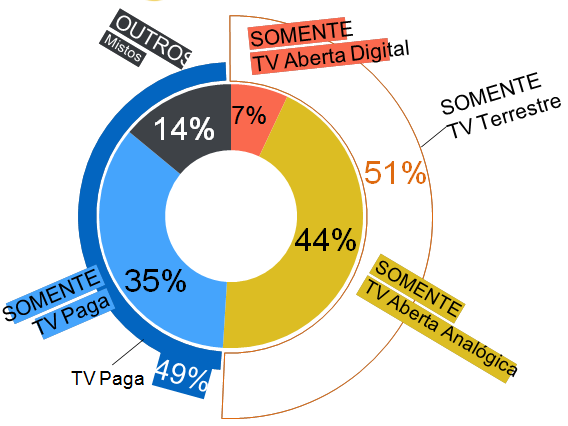 OUTROS
Mistos
SOMENTE
TV Aberta Digital
SOMENTE
TV Terrestre
14%
7%
51%
44%
35%
SOMENTE
TV Aberta Analógica
SOMENTE
TV Paga
TV Paga
49%